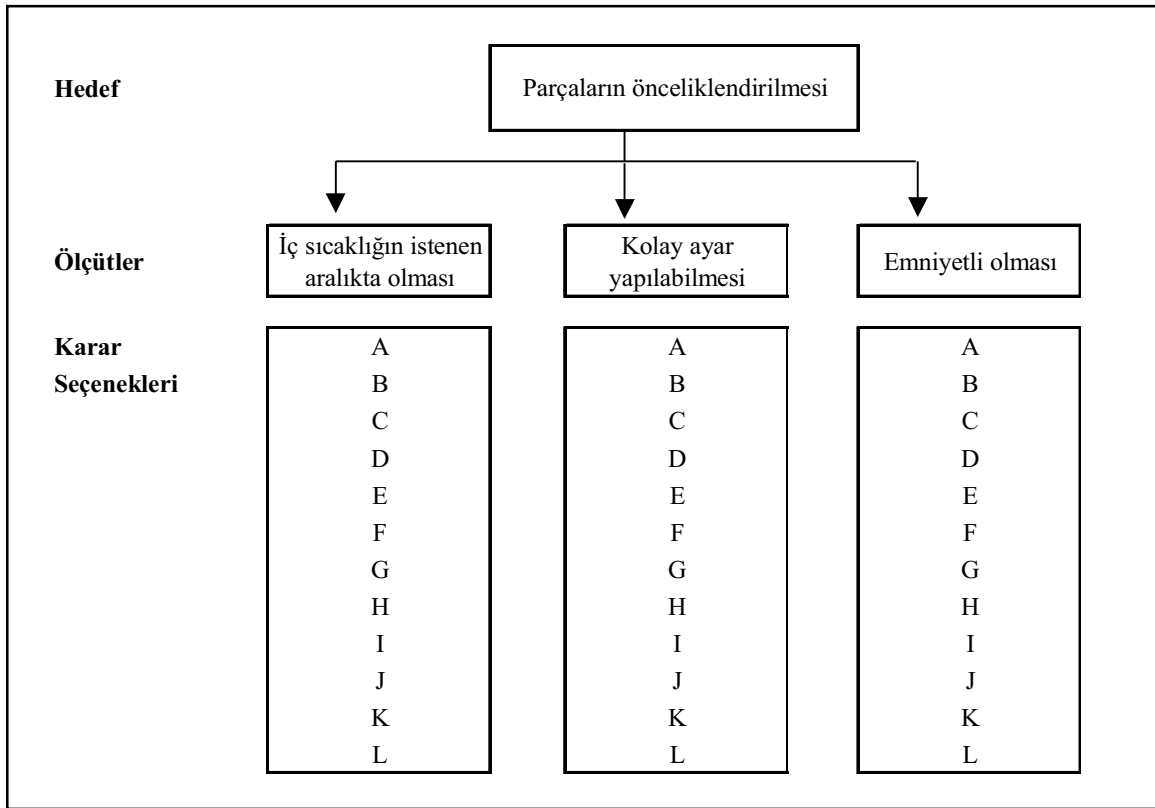 Hedef
Parçaların önceliklendirilmesi
Ölçütler
İç sıcaklığın istenen
aralıkta olması
Kolay ayar
yapılabilmesi
Emniyetli olması
Karar
Seçenekleri
A
B
C
D
E
F
G
H
I
J
K
L
A
B
C
D
E
F
G
H
I
J
K
L
A
B
C
D
E
F
G
H
I
J
K
L